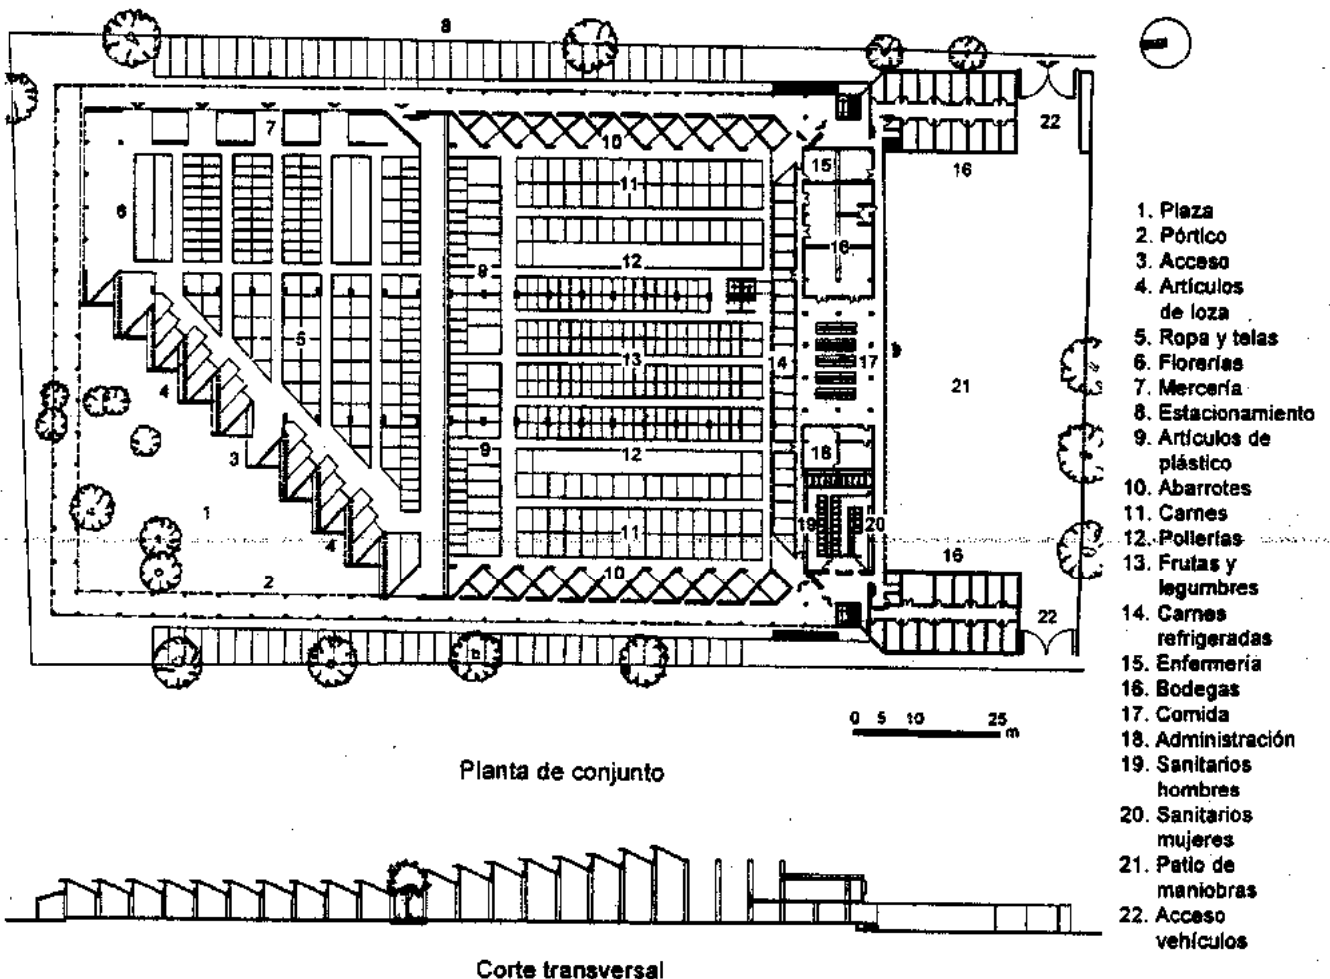 8
7
10
15
22
11
16
6
9
12
16
5
13
14
17
21
4
3
9
12
18
1
19
20
11
4
16
2
10
22
0 5 10 25
m
Planta de conjunto
Corte transversal
1. Plaza
2. Pórtico
3. Acceso
4. Artículos
de loza
5. Ropa y telas
6. Florerías
7. Mercería
8. Estacionamiento
9. Artículos de
plástico
10. Abarrotes
11. Carnes
12. Pollerías
13. Frutas y
legumbres
14. Carnes
refrigeradas
15. Enfermería
16. Bodegas
17. Comida
18. Administración
19. Sanitarios
hombres
20. Sanitarios
mujeres
21. Patio de
maniobras
22. Acceso
vehículos